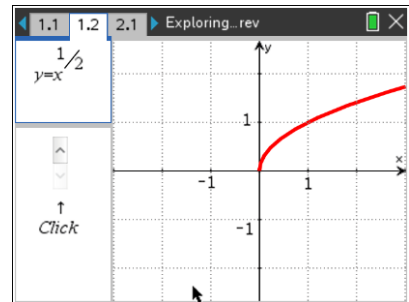 1.1 1.2 2.1 Exploring...rev
y=x^1/2
↑
Click
y
x
1
-1
1
-1